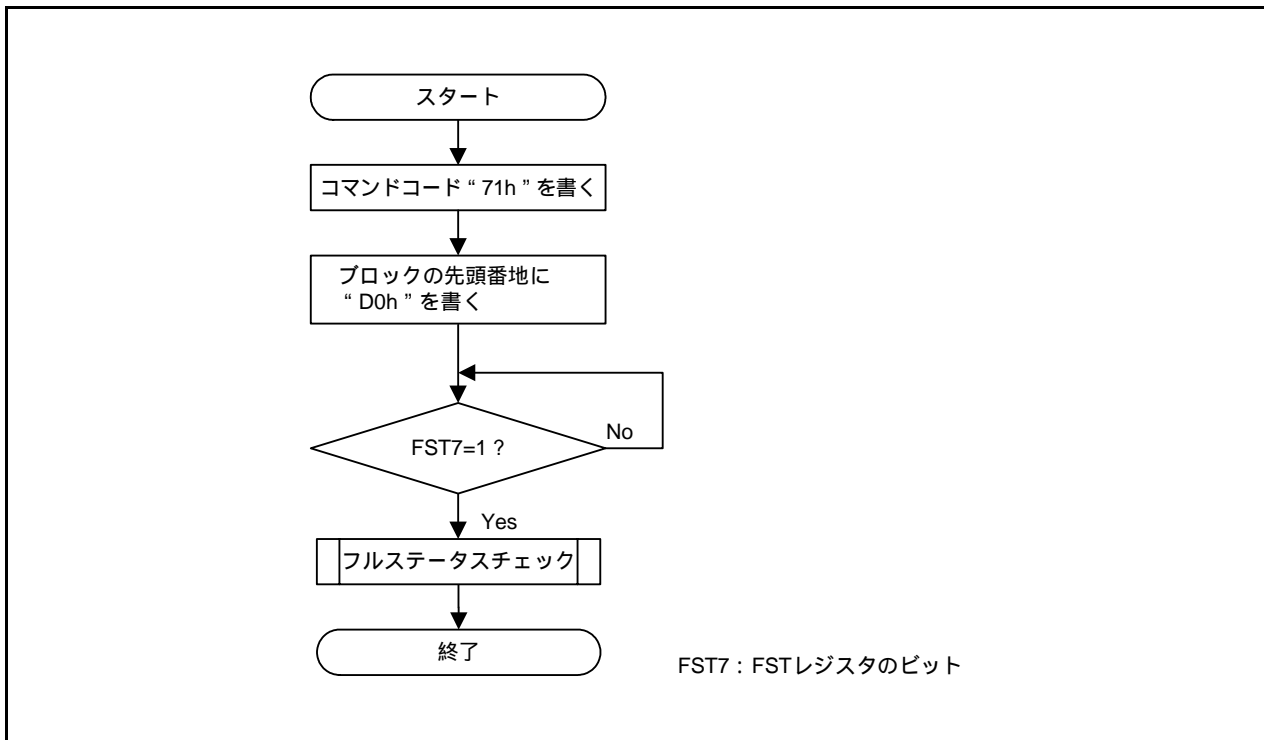 スタート
コマンドコード“ 71h ”を書く
ブロックの先頭番地に
“ D0h ”を書く
FST7=1 ?
No
Yes
フルステータスチェック
終了
FST7 : FSTレジスタのビット